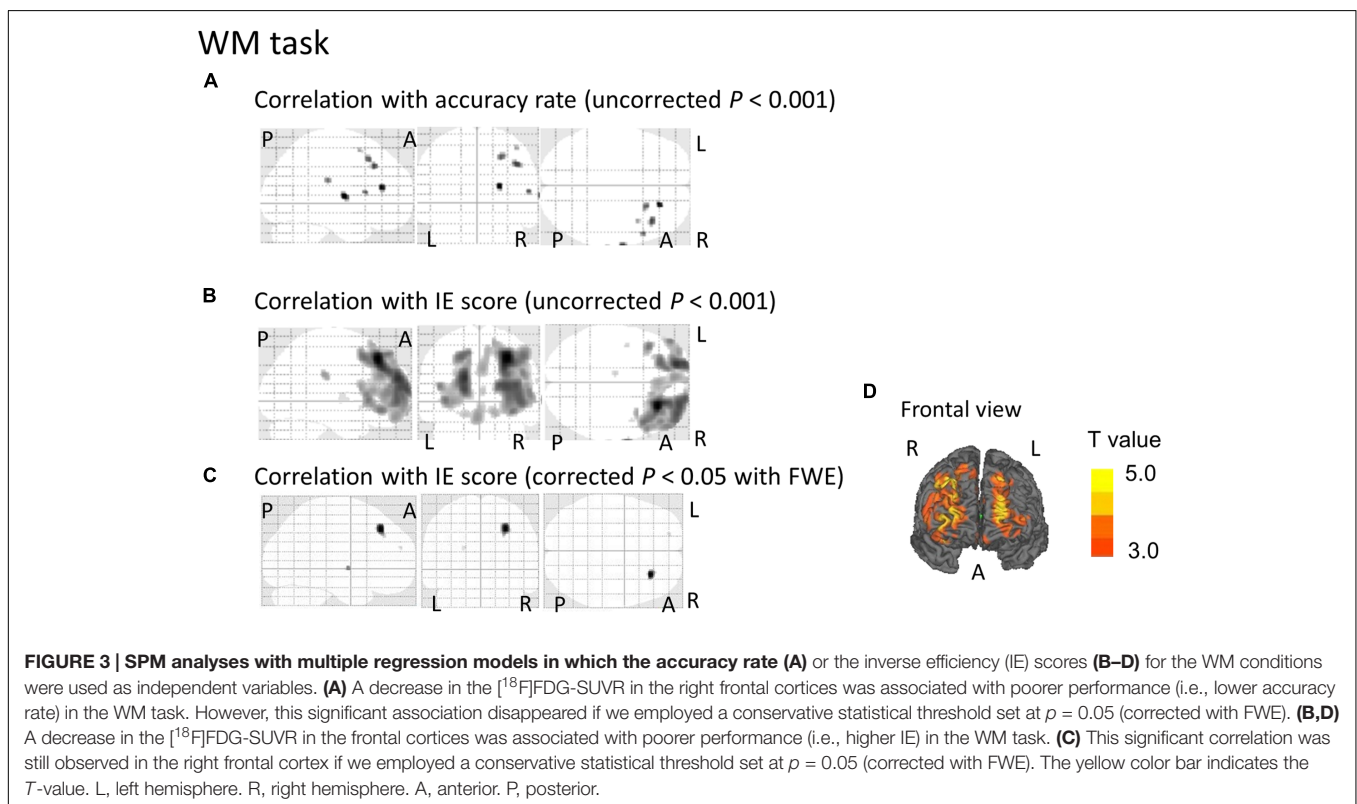 WM task
A
Correlation with accuracy rate (uncorrected P < 0.001)
P A L
L R P A R
B
Correlation with IE score (uncorrected P < 0.001)
P A L
L R P A R
C
Correlation with IE score (corrected P < 0.05 with FWE)
P A L
L R P A R
D
Frontal view
R L
A
T value
5.0
3.0
FIGURE 3 | SPM analyses with multiple regression models in which the accuracy rate (A) or the inverse efficiency (IE) scores (B–D) for the WM conditions
were used as independent variables. (A) A decrease in the [18F]FDG-SUVR in the right frontal cortices was associated with poorer performance (i.e., lower accuracy
rate) in the WM task. However, this significant association disappeared if we employed a conservative statistical threshold set at p = 0.05 (corrected with FWE). (B,D)
A decrease in the [18F]FDG-SUVR in the frontal cortices was associated with poorer performance (i.e., higher IE) in the WM task. (C) This significant correlation was
still observed in the right frontal cortex if we employed a conservative statistical threshold set at p = 0.05 (corrected with FWE). The yellow color bar indicates the
T-value. L, left hemisphere. R, right hemisphere. A, anterior. P, posterior.